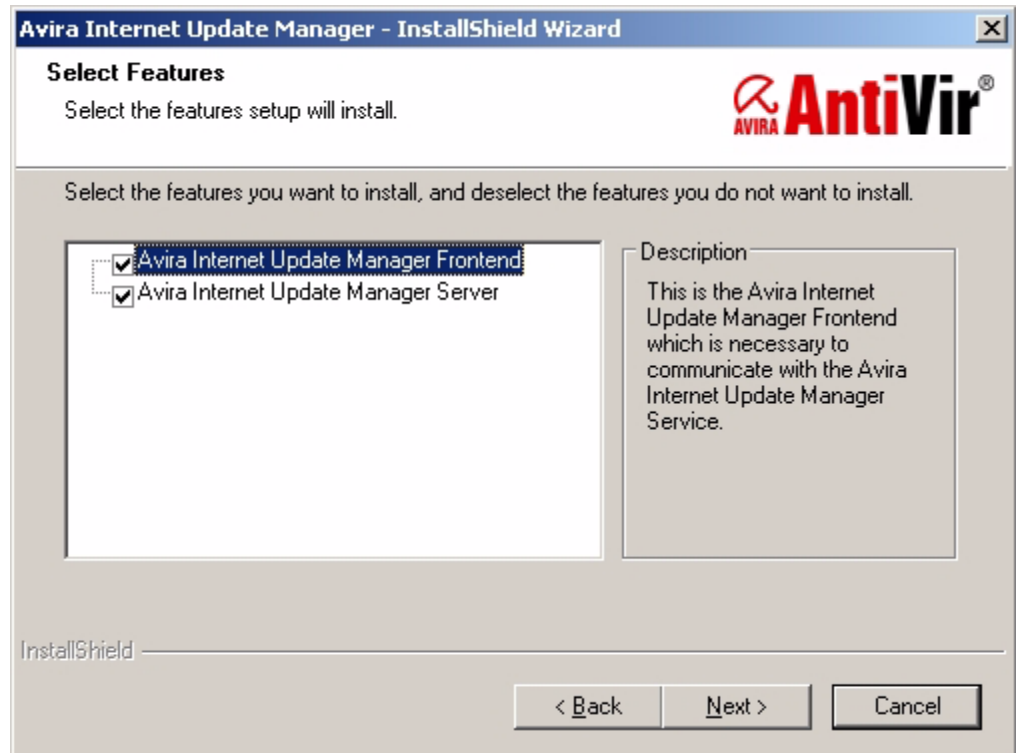 Avira Internet Update Manager - InstallShield Wizard
Select Features
Select the features setup will install.
AVIRA AntiVir®
Select the features you want to install, and deselect the features you do not want to install.
Avira Internet Update Manager Frontend
Avira Internet Update Manager Server
Description
This is the Avira Internet
Update Manager Frontend
which is necessary to
communicate with the Avira
Internet Update Manager
Service.
InstallShield
< Back
Next >
Cancel